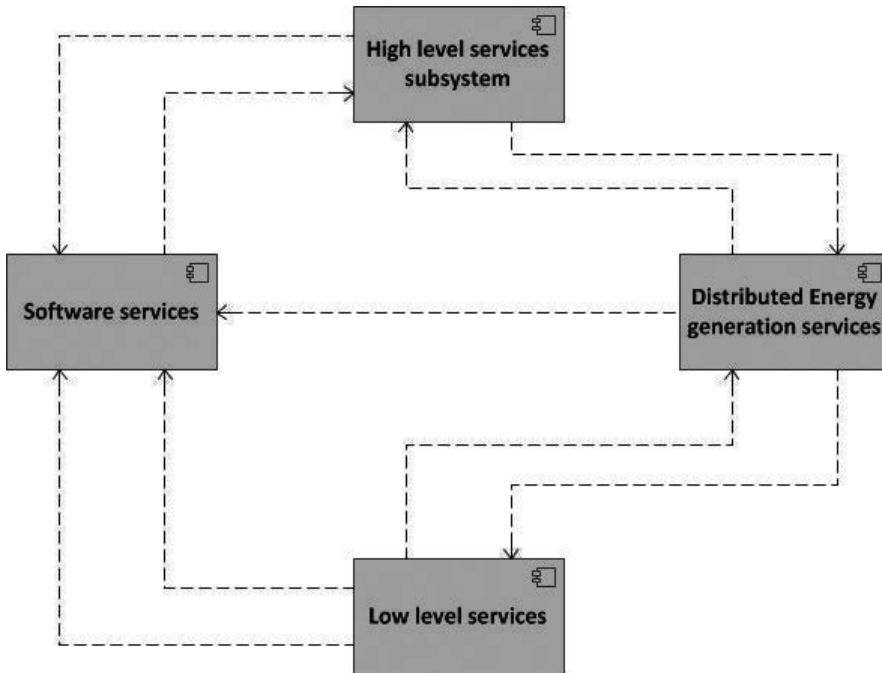 High level services
subsystem
Software services
Distributed Energy
generation services
Low level services